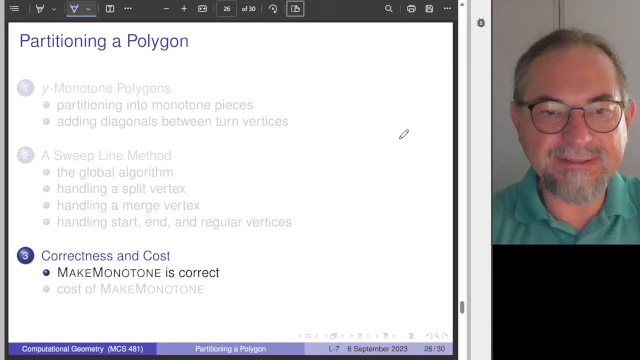 26 of 30
Partitioning a Polygon
1 y-Monotone Polygons
partitioning into monotone pieces
adding diagonals between turn vertices
2 A Sweep Line Method
the global algorithm
handling a split vertex
handling a merge vertex
handling start, end, and regular vertices
3 Correctness and Cost
MAKEMONOTONE is correct
cost of MAKEMONOTONE
Computational Geometry (MCS 481) Partitioning a Polygon L-7 6 September 2023 26/30